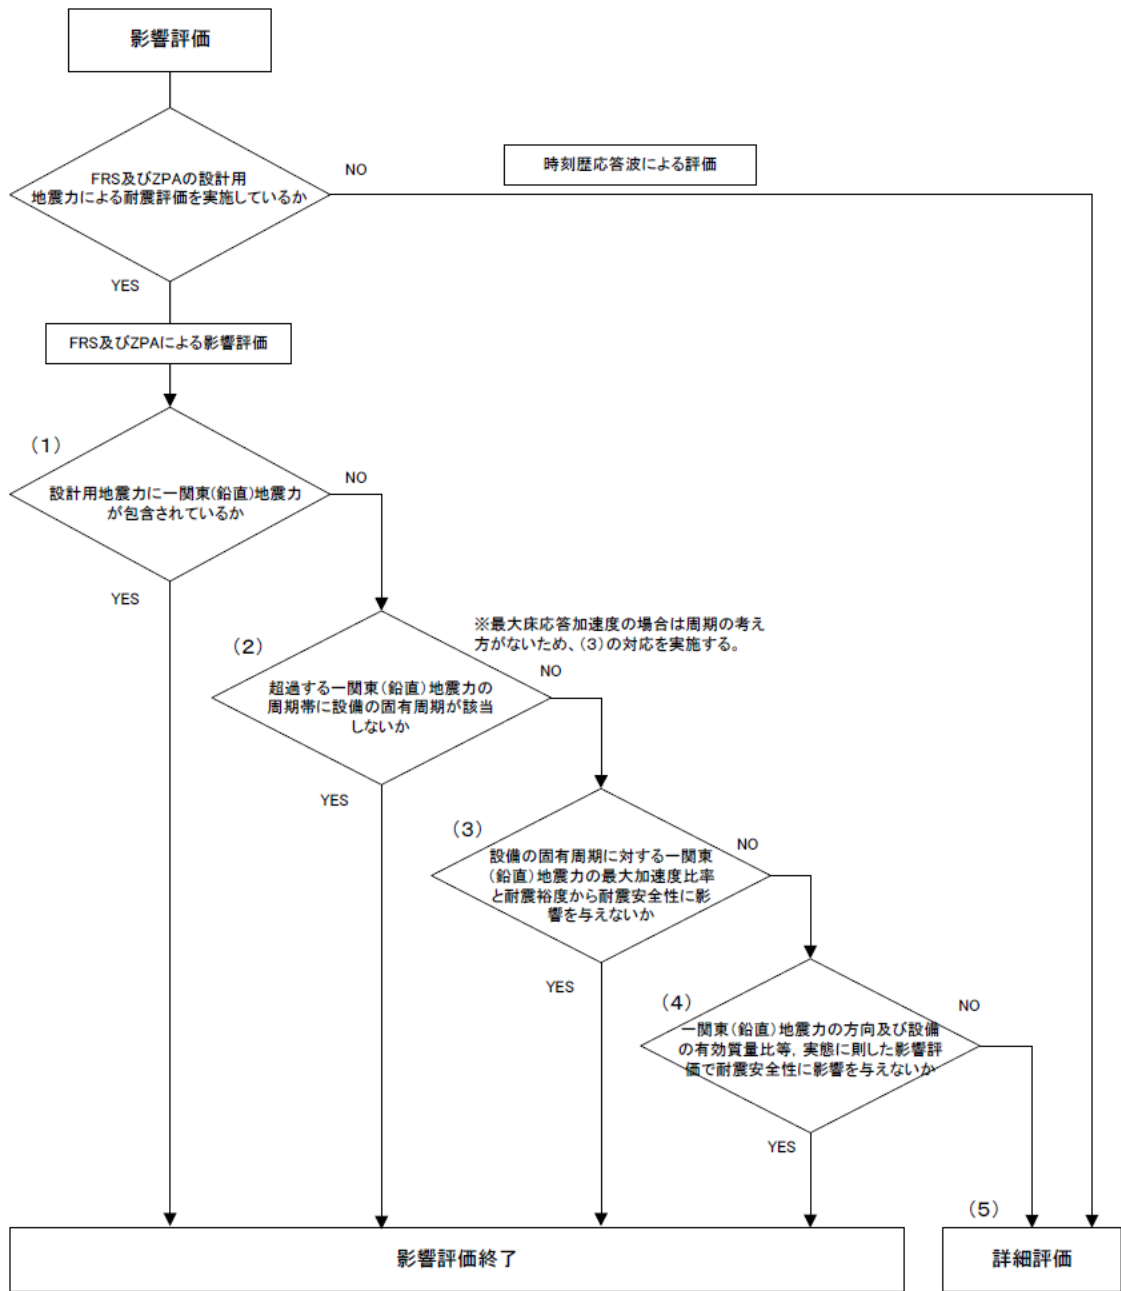 影響評価
FRS及びZPAの設計用
地震力による耐震評価を実施しているか
NO
時刻歴応答波による評価
YES
FRS及びZPAによる影響評価
(1)
設計用地震力に一関東(鉛直)地震力
が包含されているか
NO
YES
※最大床応答加速度の場合は周期の考え
方がないため、(3)の対応を実施する。
(2)
超過する一関東(鉛直)地震力の
周期帯に設備の固有周期が該当
しないか
NO
YES
(3)
設備の固有周期に対する一関東
(鉛直)地震力の最大加速度比率
と耐震裕度から耐震安全性に影
響を与えないか
NO
YES
(4)
一関東(鉛直)地震力の方向及び設備
の有効質量比等, 実態に則した影響評
価で耐震安全性に影響を与えないか
NO
YES
(5)
影響評価終了
詳細評価